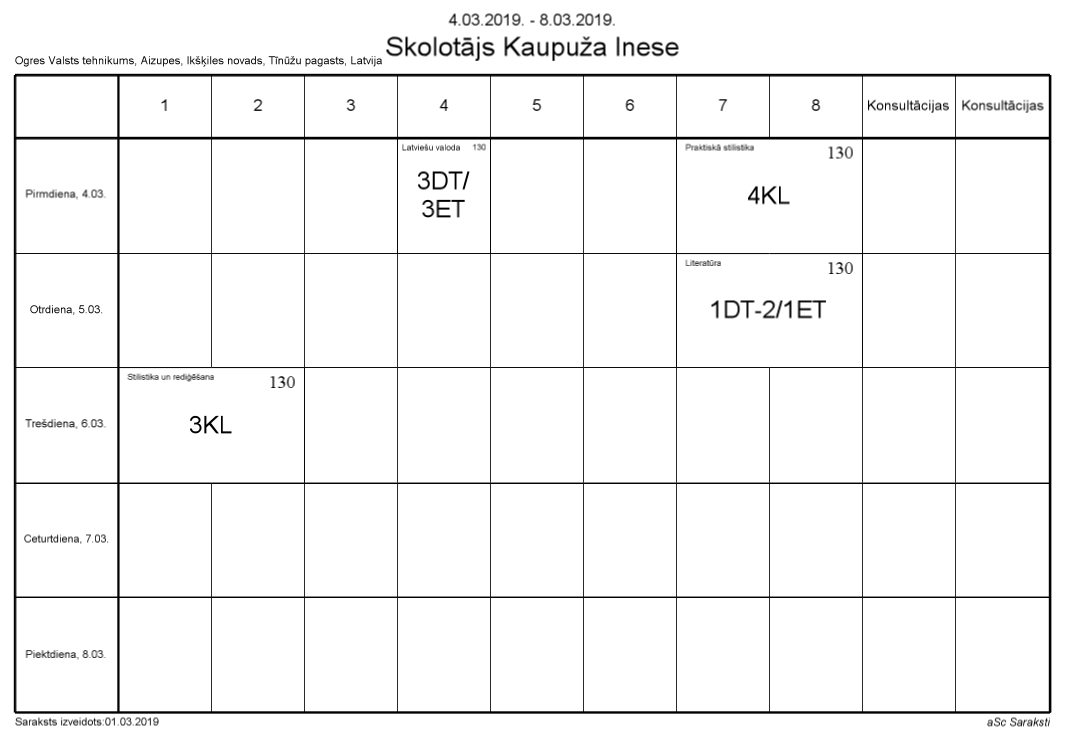 4.03.2019. - 8.03.2019.
Skolotājs Kaupuža Inese
Ogres Valsts tehnikums, Aizupes, Ikšķiles novads, Tīnūžu pagasts, Latvija
1 2 3 4 5 6 7 8 Konsultācijas Konsultācijas
Pirmdiena, 4.03.
Latviešu valoda 130
3DT/
3ET
Praktiskā stilistika 130
4KL
Otrdiena, 5.03.
Literatūra 130
1DT-2/1ET
Trešdiena, 6.03.
Stilistika un rediģēšana 130
3KL
Ceturtdiena, 7.03.
Piektdiena, 8.03.
Saraksts izveidots:01.03.2019
aSc Saraksti